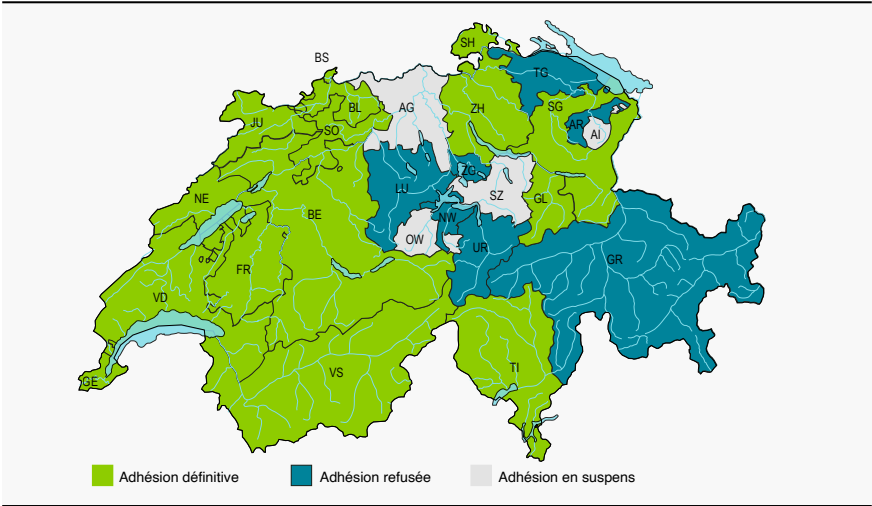 SH
BS
TG
BL
AG
ZH
SG
JU
SO
AR
AI
ZG
LU
SZ
NE
GL
BE
NW
OW
UR
GR
FR
VD
TI
VS
GE
Adhésion définitive
Adhésion refusée
Adhésion en suspens